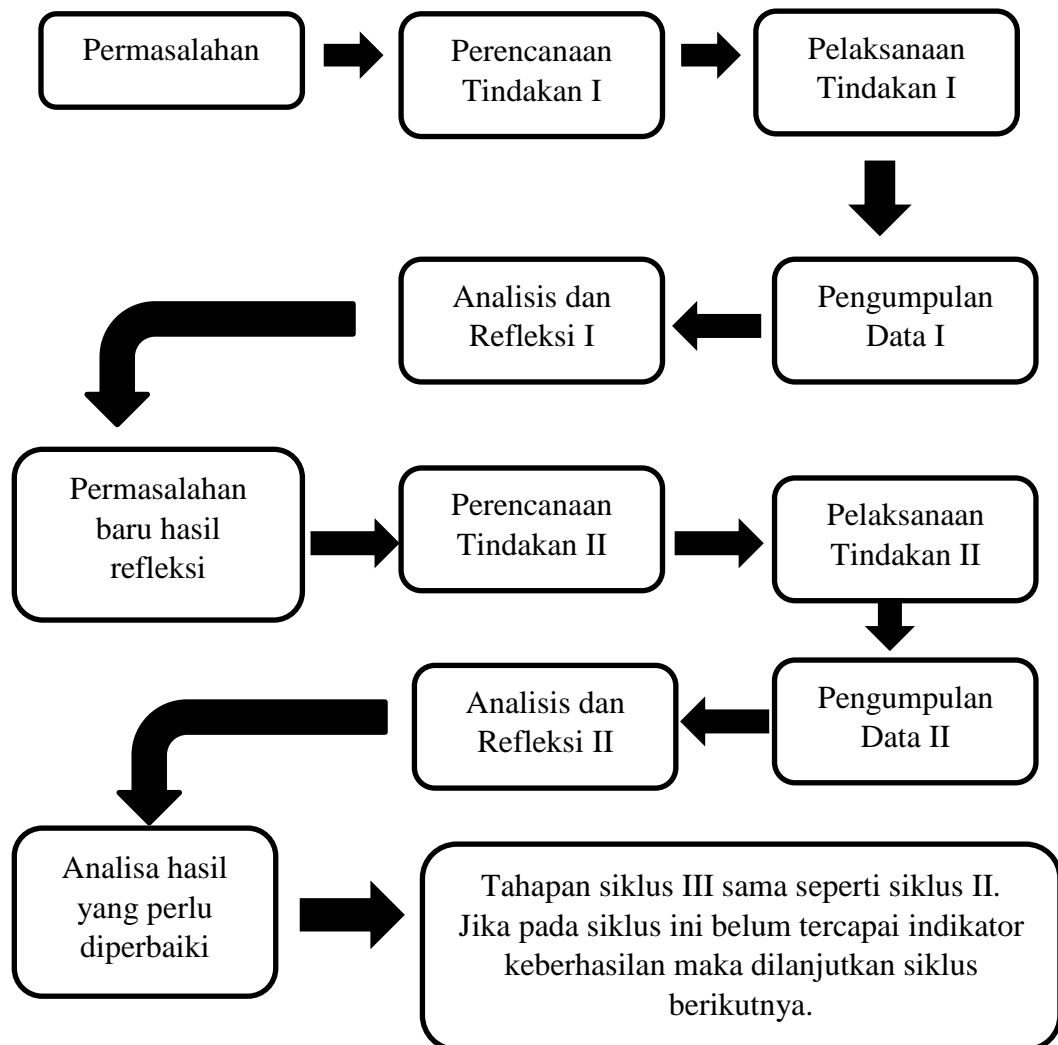 Permasalahan
Perencanaan
Tindakan I
Pelaksanaan
Tindakan I
Pengumpulan
Data I
Analisis dan
Refleksi I
Permasalahan
baru hasil
refleksi
Perencanaan
Tindakan II
Pelaksanaan
Tindakan II
Pengumpulan
Data II
Analisis dan
Refleksi II
Analisa hasil
yang perlu
diperbaiki
Tahapan siklus III sama seperti siklus II.
Jika pada siklus ini belum tercapai indikator
keberhasilan maka dilanjutkan siklus
berikutnya.